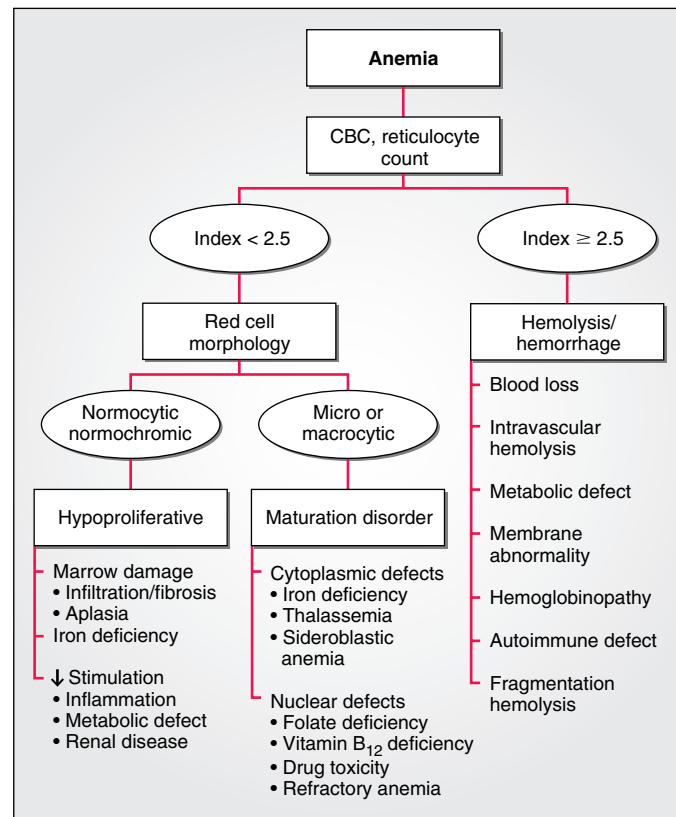 Anemia
CBC, reticulocyte
count
Index < 2.5
Index ≥ 2.5
Red cell
morphology
Hemolysis/
hemorrhage
Normocytic
normochromic
Micro or
macrocytic
Hypoproliferative
Maturation disorder
Marrow damage
• Infiltration/fibrosis
• Aplasia
Iron deficiency
↓ Stimulation
• Inflammation
• Metabolic defect
• Renal disease
Cytoplasmic defects
• Iron deficiency
• Thalassemia
• Sideroblastic
anemia
Nuclear defects
• Folate deficiency
• Vitamin B12 deficiency
• Drug toxicity
• Refractory anemia
Blood loss
Intravascular
hemolysis
Metabolic defect
Membrane
abnormality
Hemoglobinopathy
Autoimmune defect
Fragmentation
hemolysis